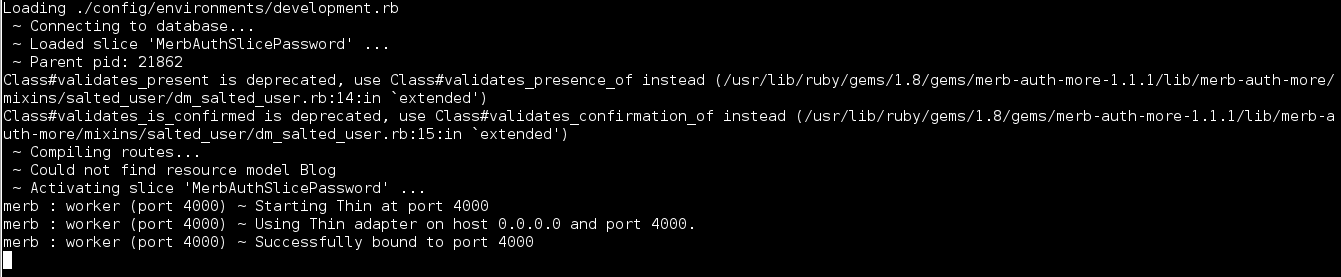 Loading ./config/environments/development.rb
 ~ Connecting to database...
 ~ Loaded slice 'MerbAuthSlicePassword' ...
 ~ Parent pid: 21862
Class#validates_present is deprecated, use Class#validates_presence_of instead (/usr/lib/ruby/gems/1.8/gems/merb-auth-more-1.1.1/lib/merb-auth-more/
mixins/salted_user/dm_salted_user.rb:14:in `extended')
Class#validates_is_confirmed is deprecated, use Class#validates_confirmation_of instead (/usr/lib/ruby/gems/1.8/gems/merb-auth-more-1.1.1/lib/merb-a
uth-more/mixins/salted_user/dm_salted_user.rb:15:in `extended')
 ~ Compiling routes...
 ~ Could not find resource model Blog
 ~ Activating slice 'MerbAuthSlicePassword' ...
merb : worker (port 4000) ~ Starting Thin at port 4000
merb : worker (port 4000) ~ Using Thin adapter on host 0.0.0.0 and port 4000.
merb : worker (port 4000) ~ Successfully bound to port 4000